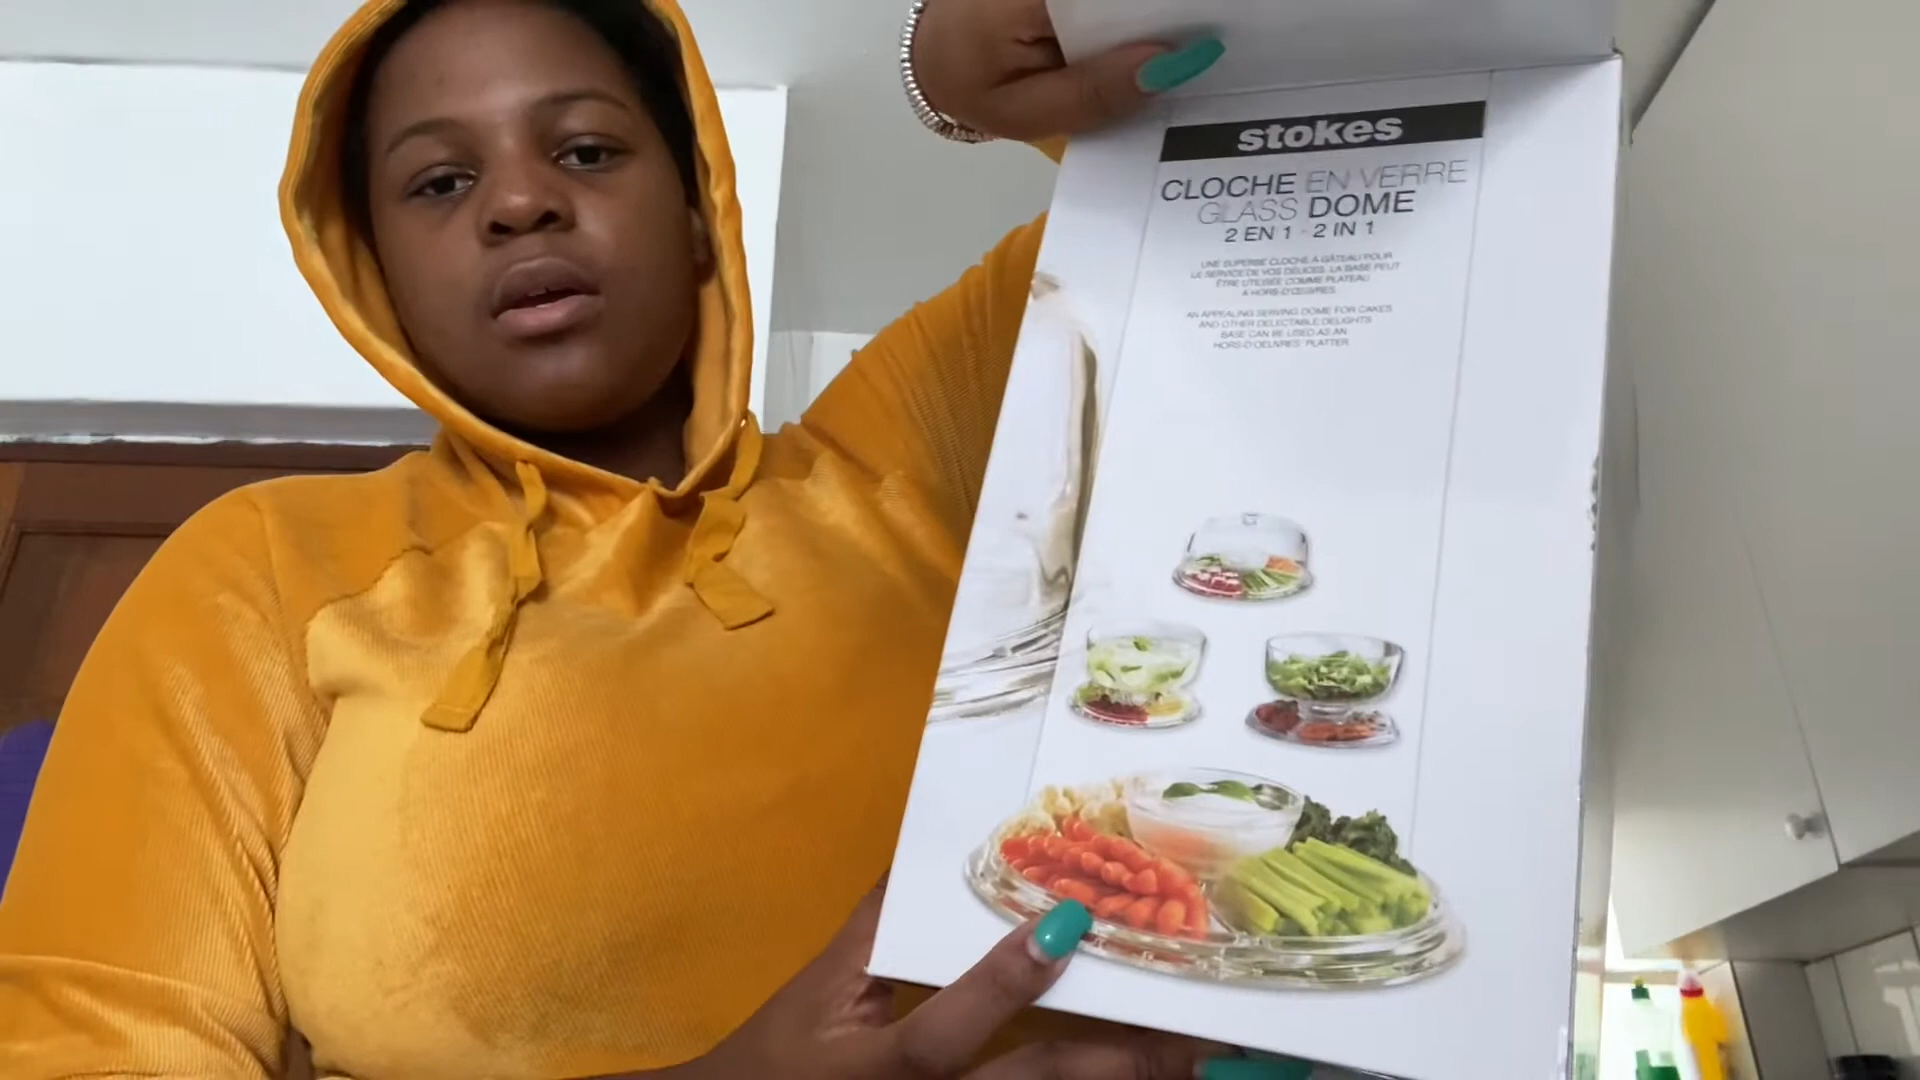 stokes
CLOCHE EN VERRE
GLASS DOME
2 EN 1 - 2 IN 1
UNE SUPERBE CLOCHE À GÂTEAU POUR
LE SERVICE DE VOS DÉLICES. LA BASE PEUT
ÊTRE UTILISÉE COMME PLATEAU
À HORS-D'ŒUVRES.
AN APPEALING SERVING DOME FOR CAKES
AND OTHER DELECTABLE DELIGHTS
BASE CAN BE USED AS AN
HORS-D'OEUVRES PLATTER